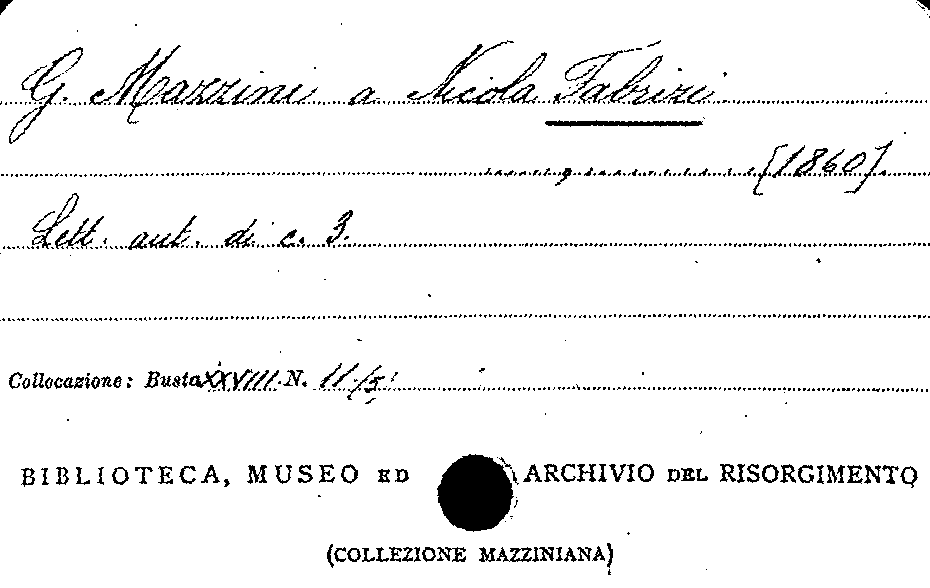 G. Mazzini a Nicola Fabrizi
......, ............. [1860].
Lett. aut. di c. 3.
Collocazione: Busta XXVIII N. 11/5
BIBLIOTECA, MUSEO ED ARCHIVIO DEL RISORGIMENTO
(COLLEZIONE MAZZINIANA)